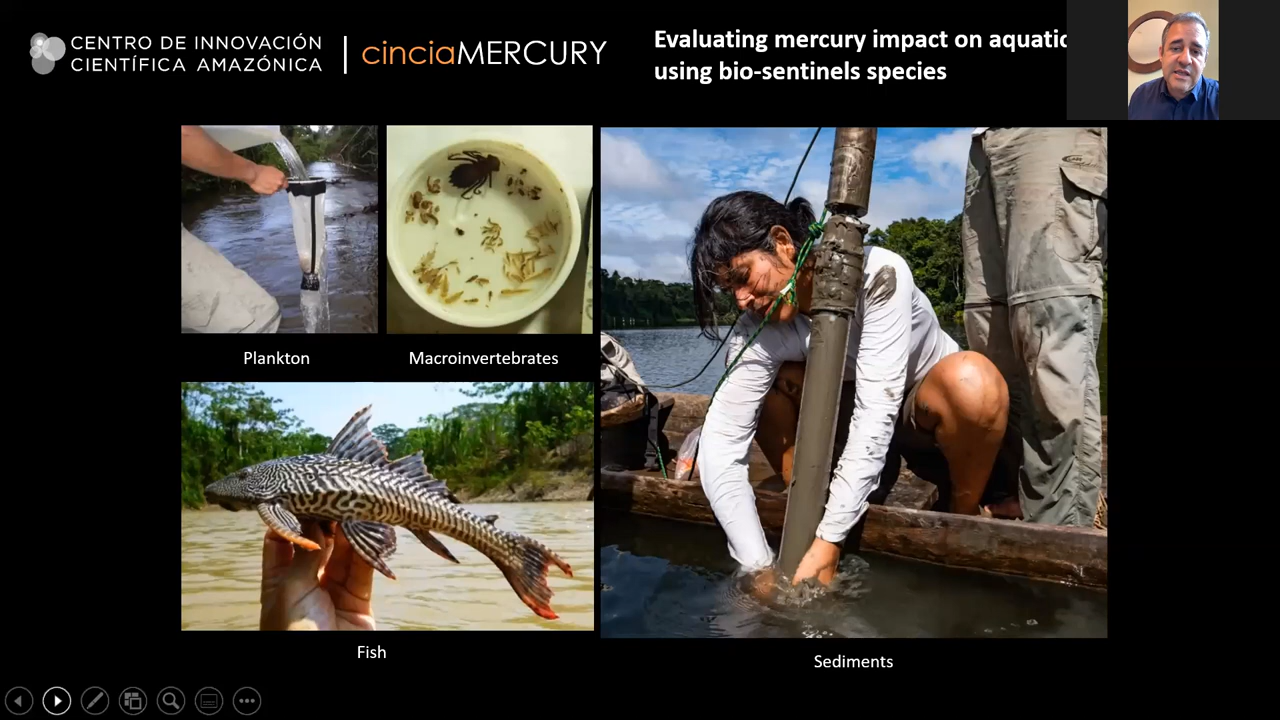 CENTRO DE INNOVACIÓN
CIENTÍFICA AMAZÓNICA
cinciaMERCURY
Evaluating mercury impact on aquatic
using bio-sentinels species
Plankton
Macroinvertebrates
Fish
Sediments